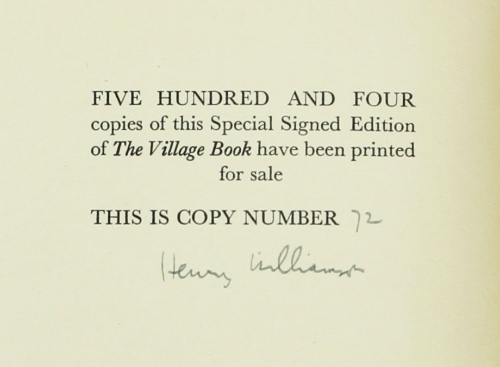 FIVE HUNDRED AND FOUR
copies of this Special Signed Edition
of The Village Book have been printed
for sale
THIS IS COPY NUMBER 72
Henry Williamson